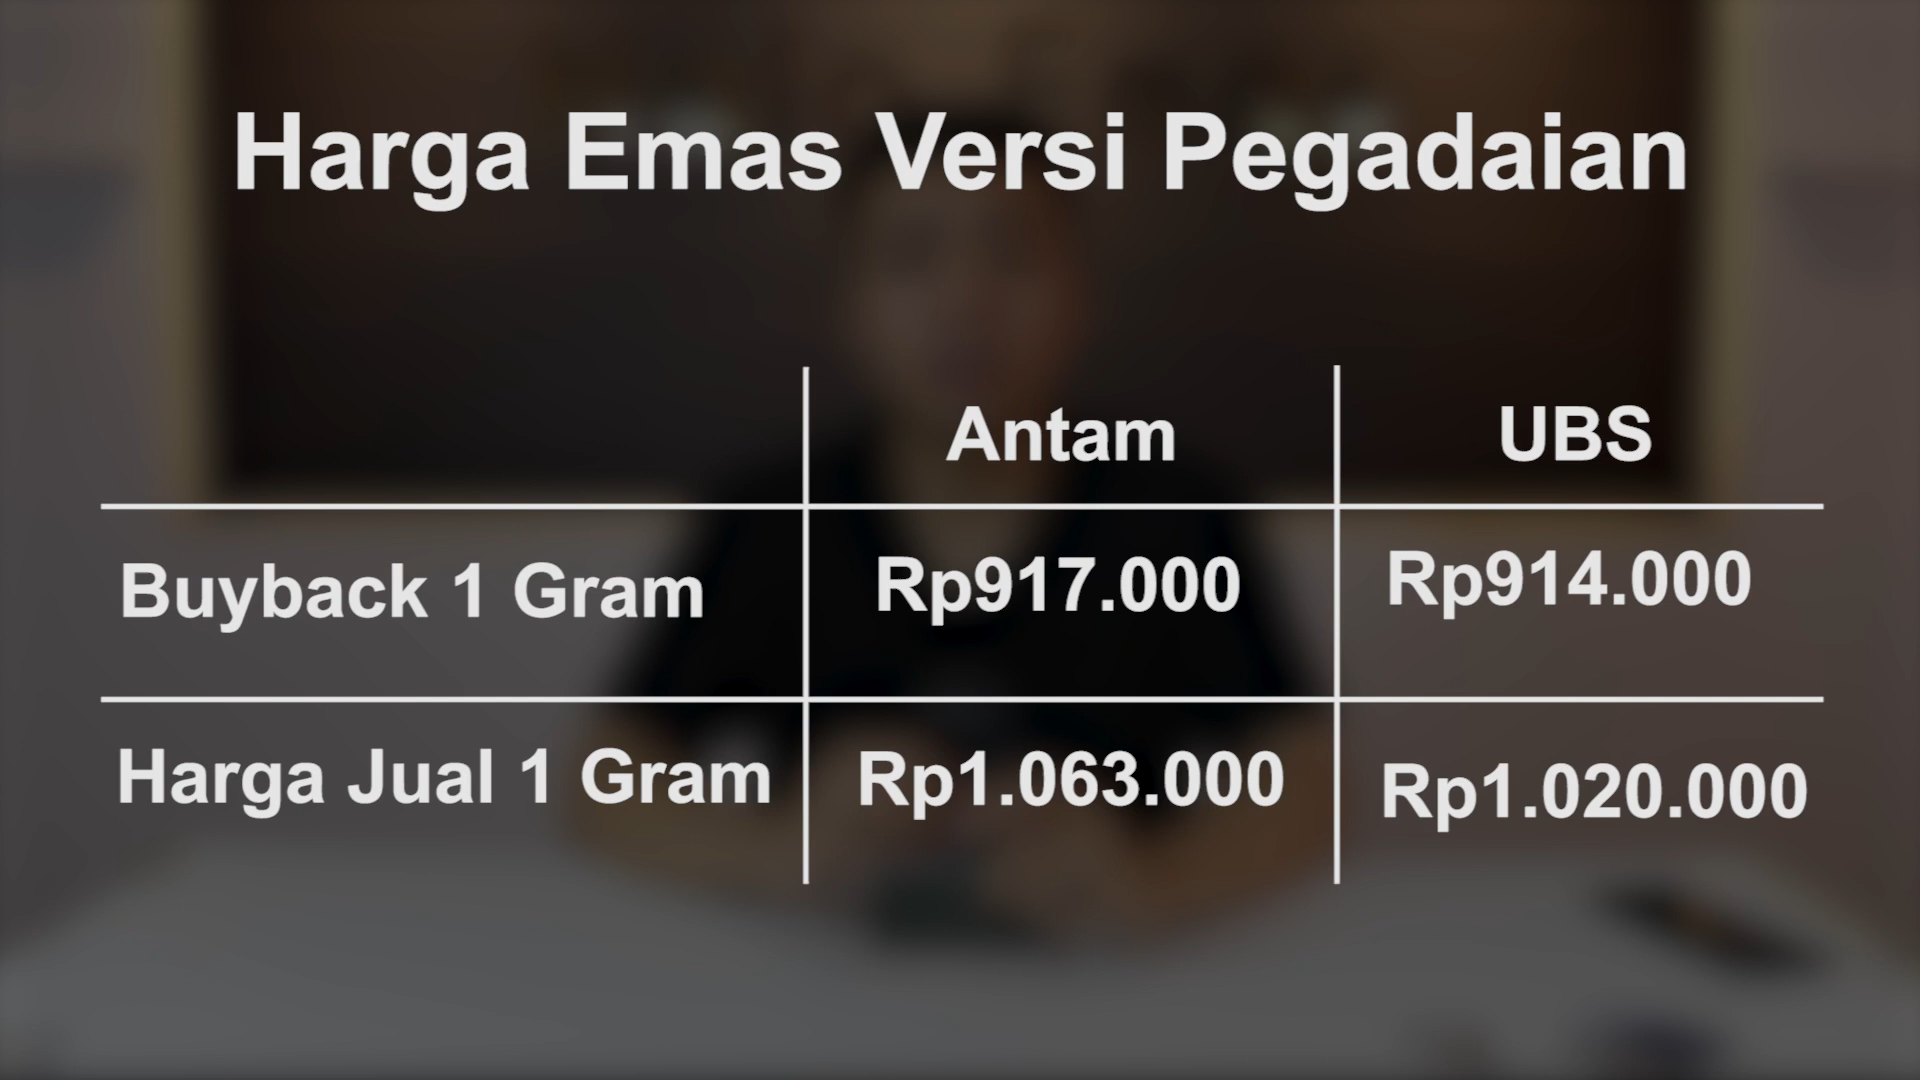 Harga Emas Versi Pegadaian
Antam UBS
Buyback 1 Gram Rp917.000 Rp914.000
Harga Jual 1 Gram Rp1.063.000 Rp1.020.000